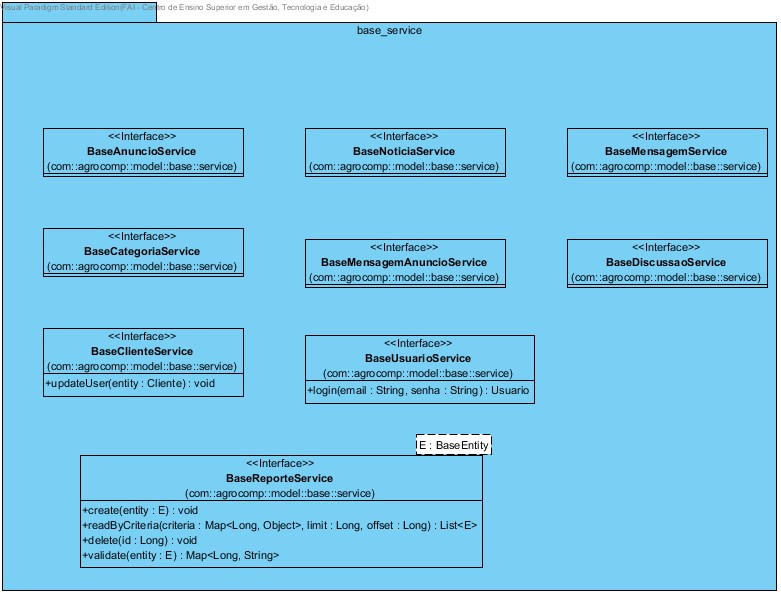 Visual Paradigm Standard Edition(FAI - Centro de Ensino Superior em Gestão, Tecnologia e Educação)
base_service
<<Interface>>
BaseAnuncioService
(com::agrocomp::model::base::service)
<<Interface>>
BaseNoticiaService
(com::agrocomp::model::base::service)
<<Interface>>
BaseMensagemService
(com::agrocomp::model::base::service)
<<Interface>>
BaseCategoriaService
(com::agrocomp::model::base::service)
<<Interface>>
BaseMensagemAnuncioService
(com::agrocomp::model::base::service)
<<Interface>>
BaseDiscussaoService
(com::agrocomp::model::base::service)
<<Interface>>
BaseClienteService
(com::agrocomp::model::base::service)
+updateUser(entity : Cliente) : void
<<Interface>>
BaseUsuarioService
(com::agrocomp::model::base::service)
+login(email : String, senha : String) : Usuario
E : BaseEntity
<<Interface>>
BaseReporteService
(com::agrocomp::model::base::service)
+create(entity : E) : void
+readByCriteria(criteria : Map<Long, Object>, limit : Long, offset : Long) : List<E>
+delete(id : Long) : void
+validate(entity : E) : Map<Long, String>